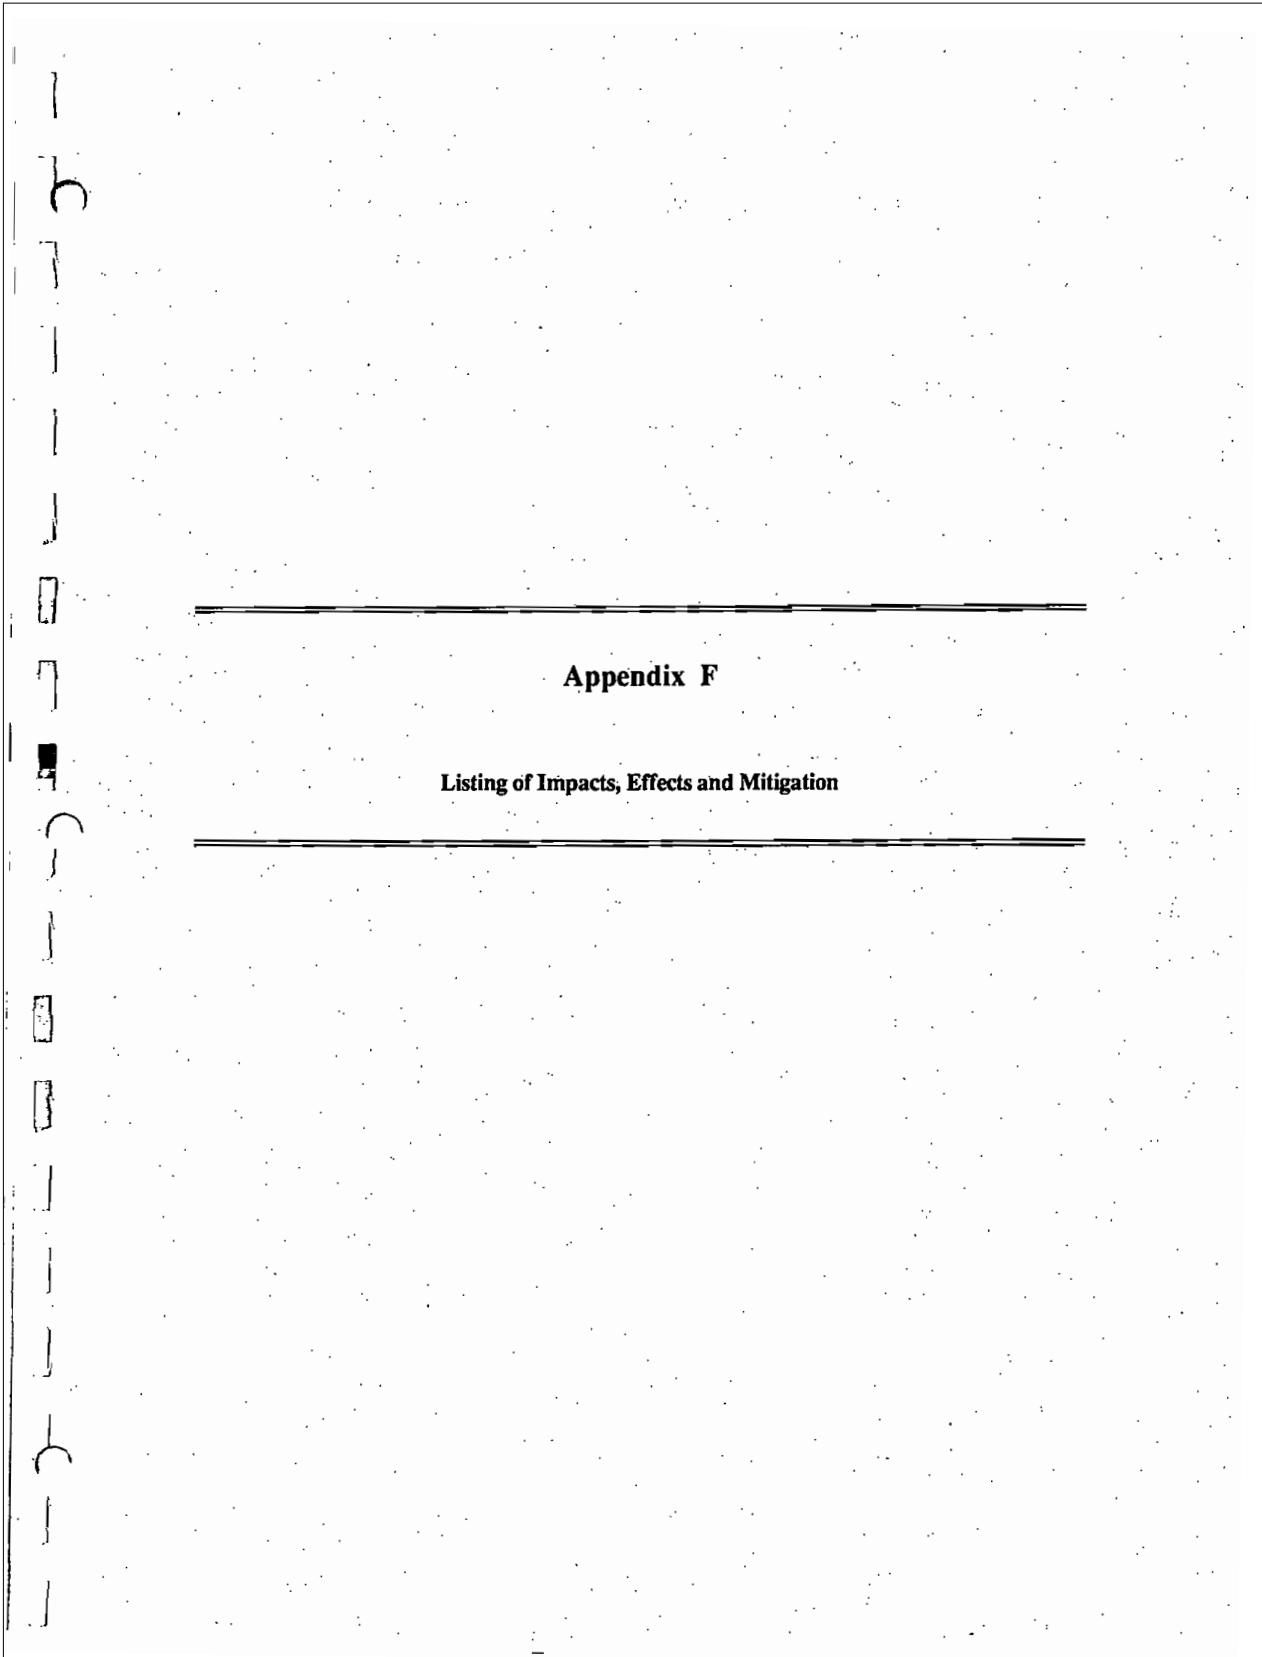 Appendix F
Listing of Impacts, Effects and Mitigation